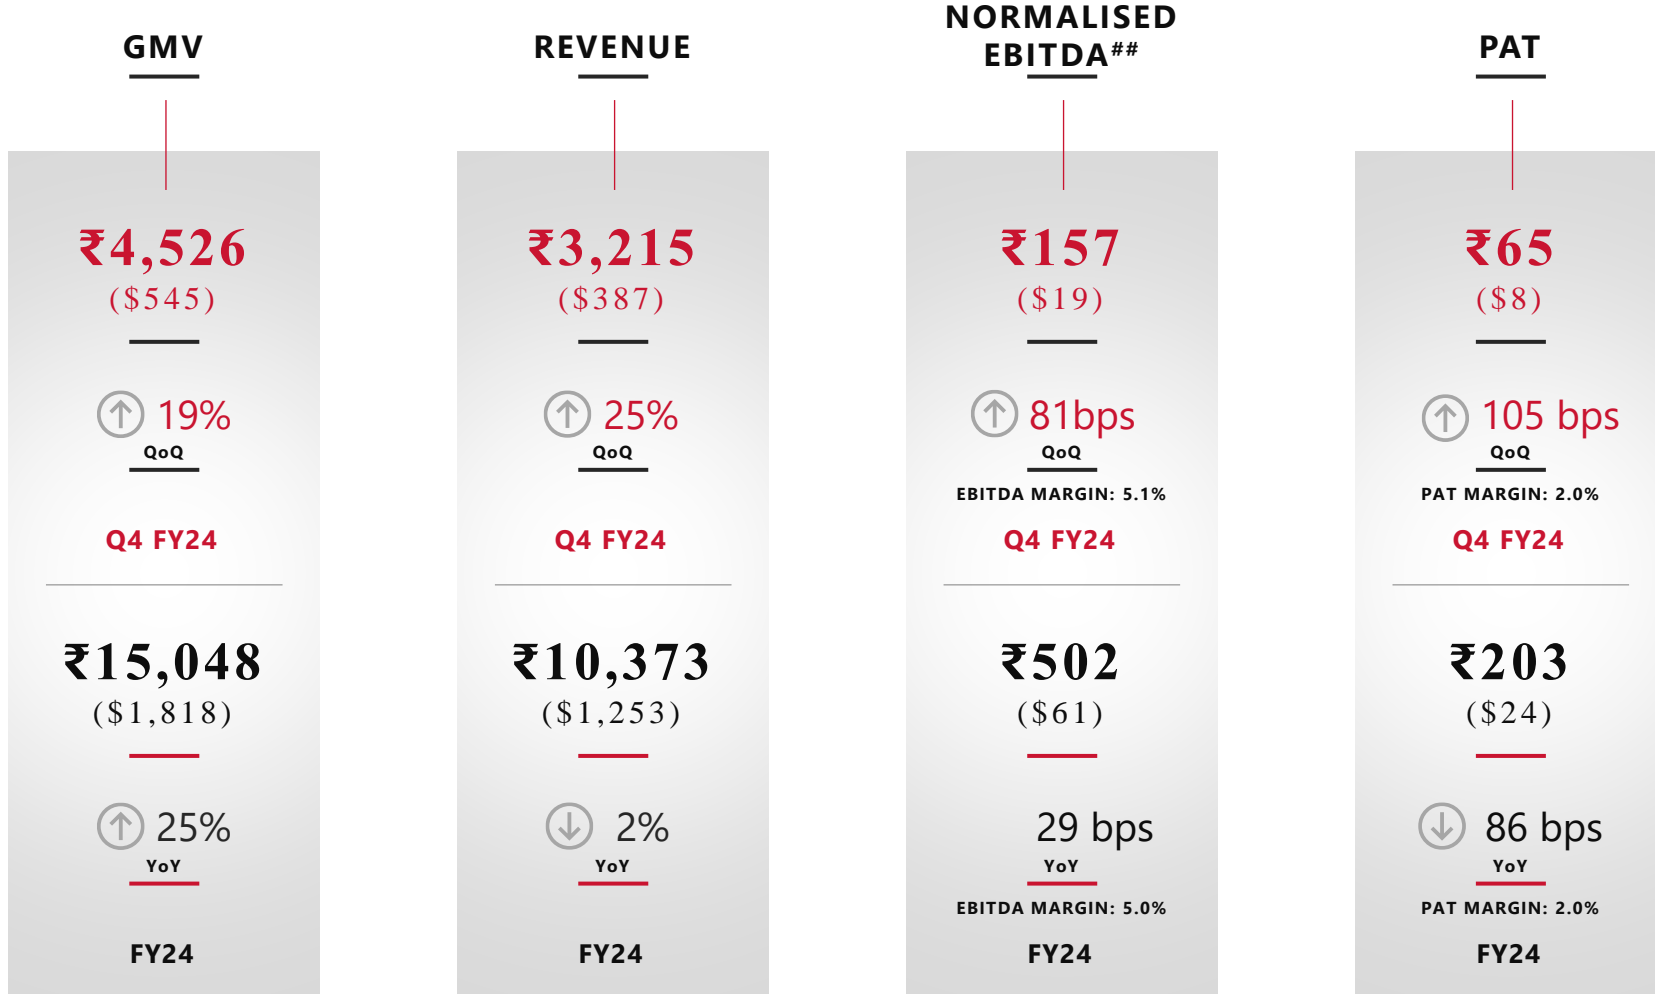 GMV
₹4,526
($545)
19%
QoQ
Q4 FY24
₹15,048
($1,818)
25%
YoY
FY24
REVENUE
₹3,215
($387)
25%
QoQ
Q4 FY24
₹10,373
($1,253)
2%
YoY
FY24
NORMALISED
EBITDA##
₹157
($19)
81bps
QoQ
EBITDA MARGIN: 5.1%
Q4 FY24
₹502
($61)
29 bps
YoY
EBITDA MARGIN: 5.0%
FY24
PAT
₹65
($8)
105 bps
QoQ
PAT MARGIN: 2.0%
Q4 FY24
₹203
($24)
86 bps
YoY
PAT MARGIN: 2.0%
FY24